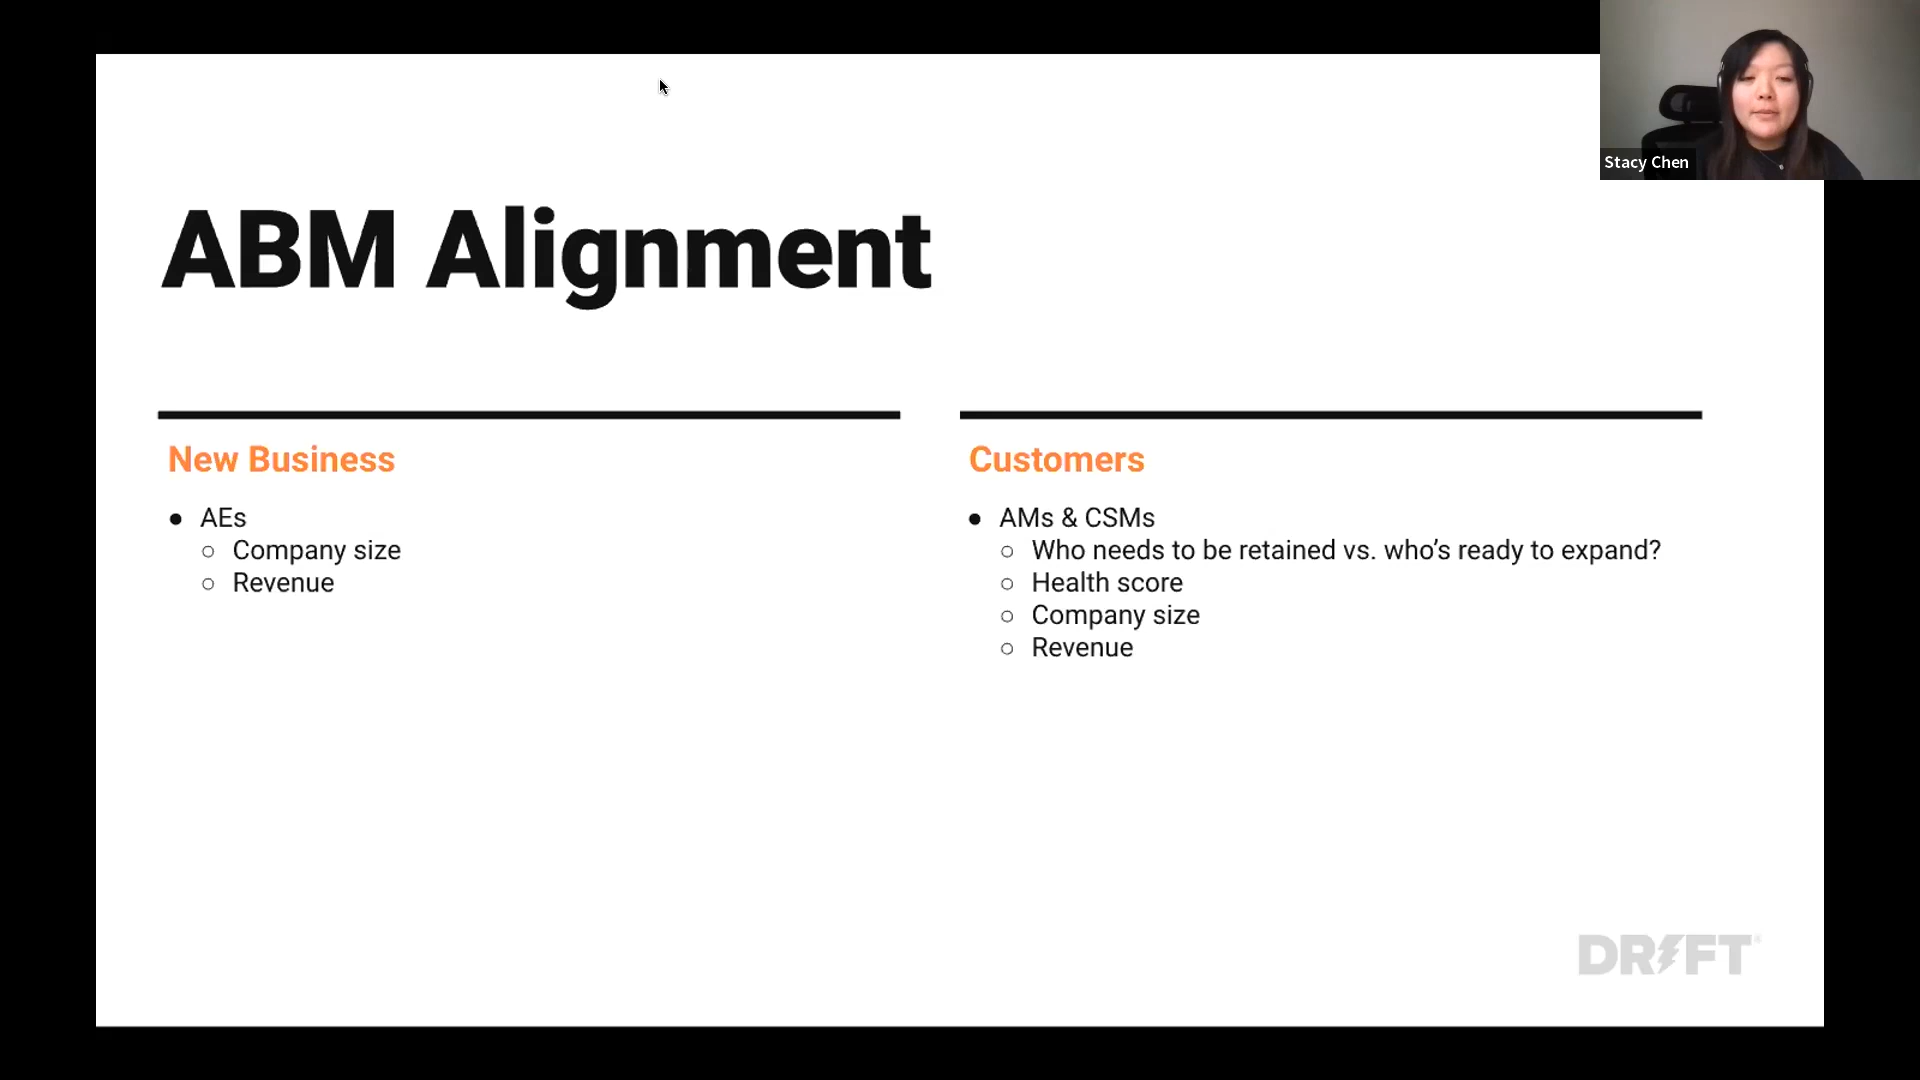 Stacy Chen
ABM Alignment
New Business
● AEs
○ Company size
○ Revenue
Customers
● AMs & CSMs
○ Who needs to be retained vs. who’s ready to expand?
○ Health score
○ Company size
○ Revenue
DRIFT®